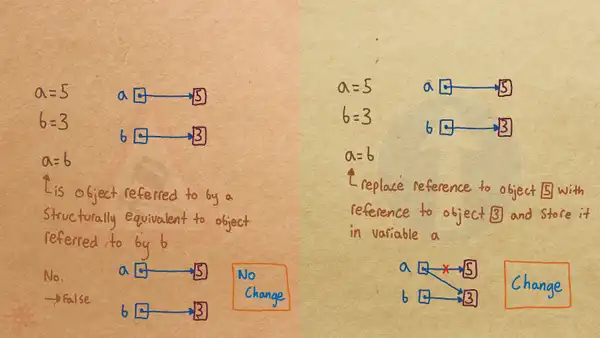 a=5
a
5
b=3
b
3
a=b
is object referred to by a
structurally equivalent to object
referred to by b
No.
→False
a
5
b
3
No
Change
a=5
a
5
b=3
b
3
a=b
replace reference to object 5 with
reference to object 3 and store it
in variable a
a
x
5
b
3
Change